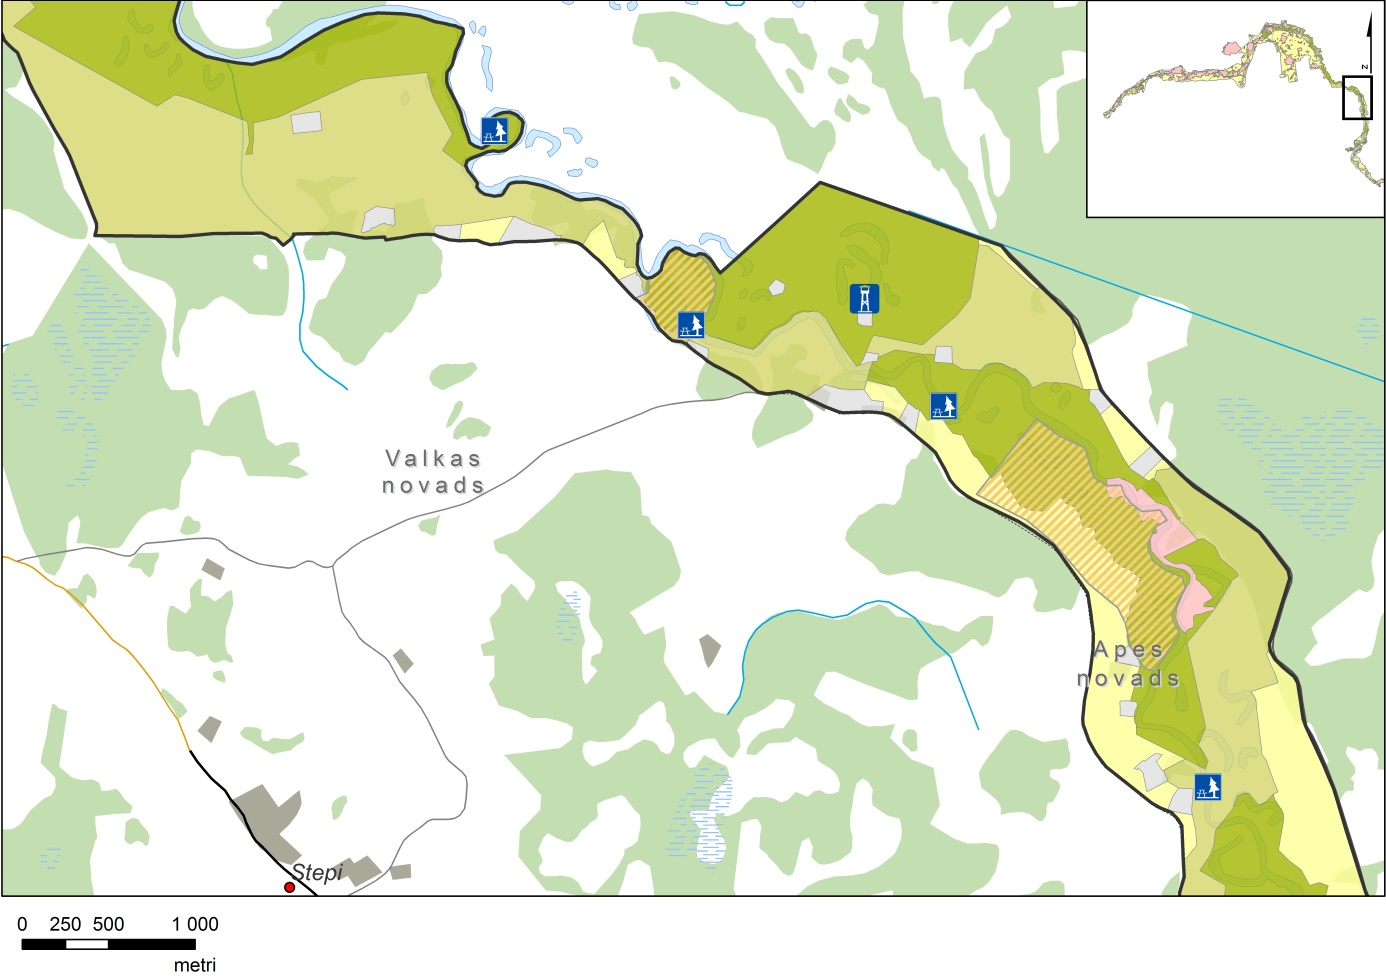 Z
Valkas
novads
Apes
novads
Stepi
0 250 500 1 000
metri